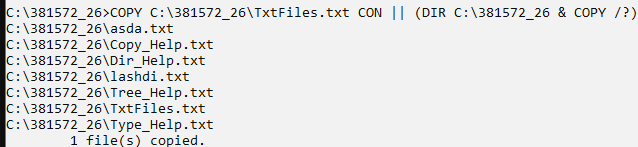 C:\381572_26>COPY C:\381572_26\TxtFiles.txt CON || (DIR C:\381572_26 & COPY /?)
C:\381572_26\asda.txt
C:\381572_26\Copy_Help.txt
C:\381572_26\Dir_Help.txt
C:\381572_26\lashdi.txt
C:\381572_26\Tree_Help.txt
C:\381572_26\TxtFiles.txt
C:\381572_26\Type_Help.txt
        1 file(s) copied.